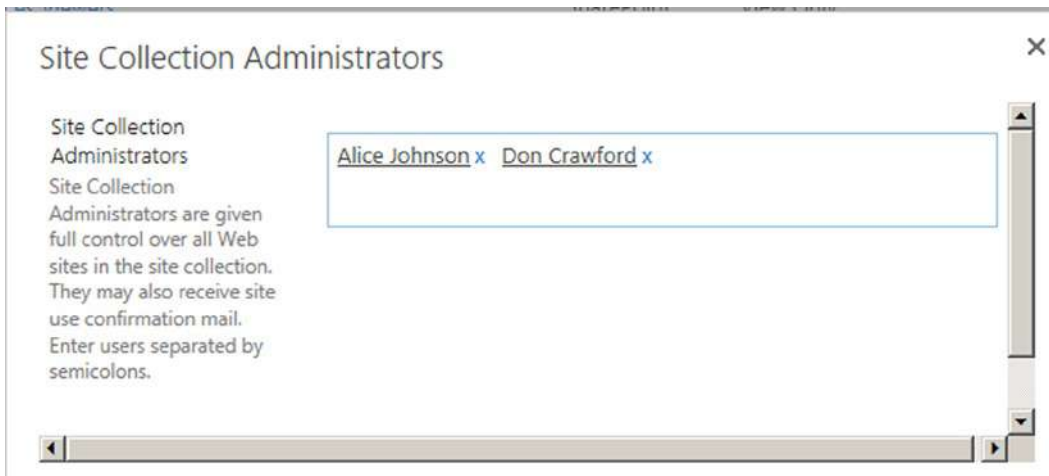 Site Collection Administrators
Site Collection
Administrators
Site Collection
Administrators are given
full control over all Web
sites in the site collection.
They may also receive site
use confirmation mail.
Enter users separated by
semicolons.
Alice Johnson x Don Crawford x